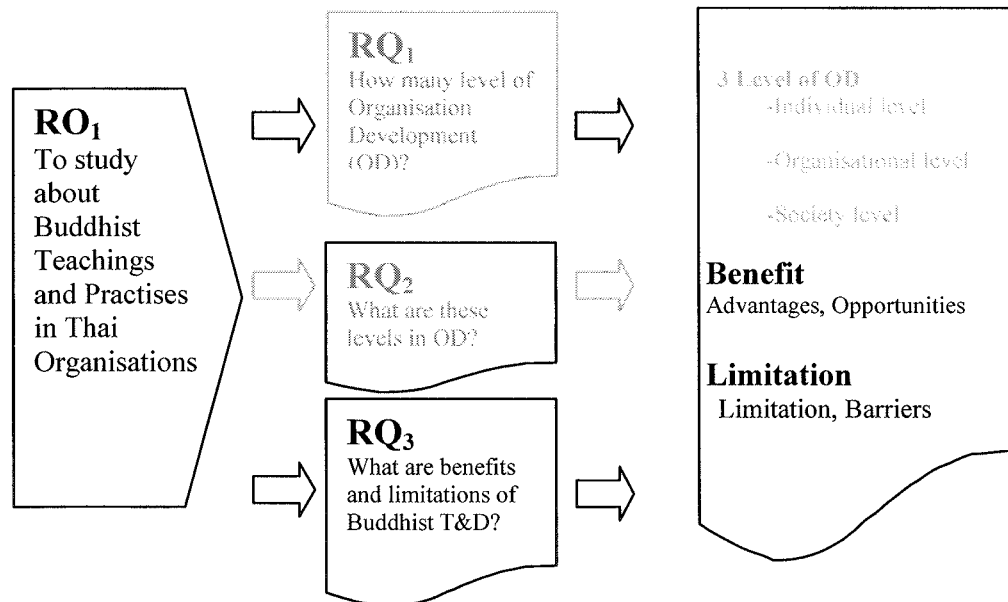 RO₁
To study
about
Buddhist
Teachings
and Practises
in Thai
Organisations
RQ₁
How many level of
Organisation
Development
(OD)?
RQ₂
What are these
levels in OD?
RQ₃
What are benefits
and limitations of
Buddhist T&D?
3 Level of OD
-Individual level
-Organisational level
-Society level
Benefit
Advantages, Opportunities
Limitation
Limitation, Barriers